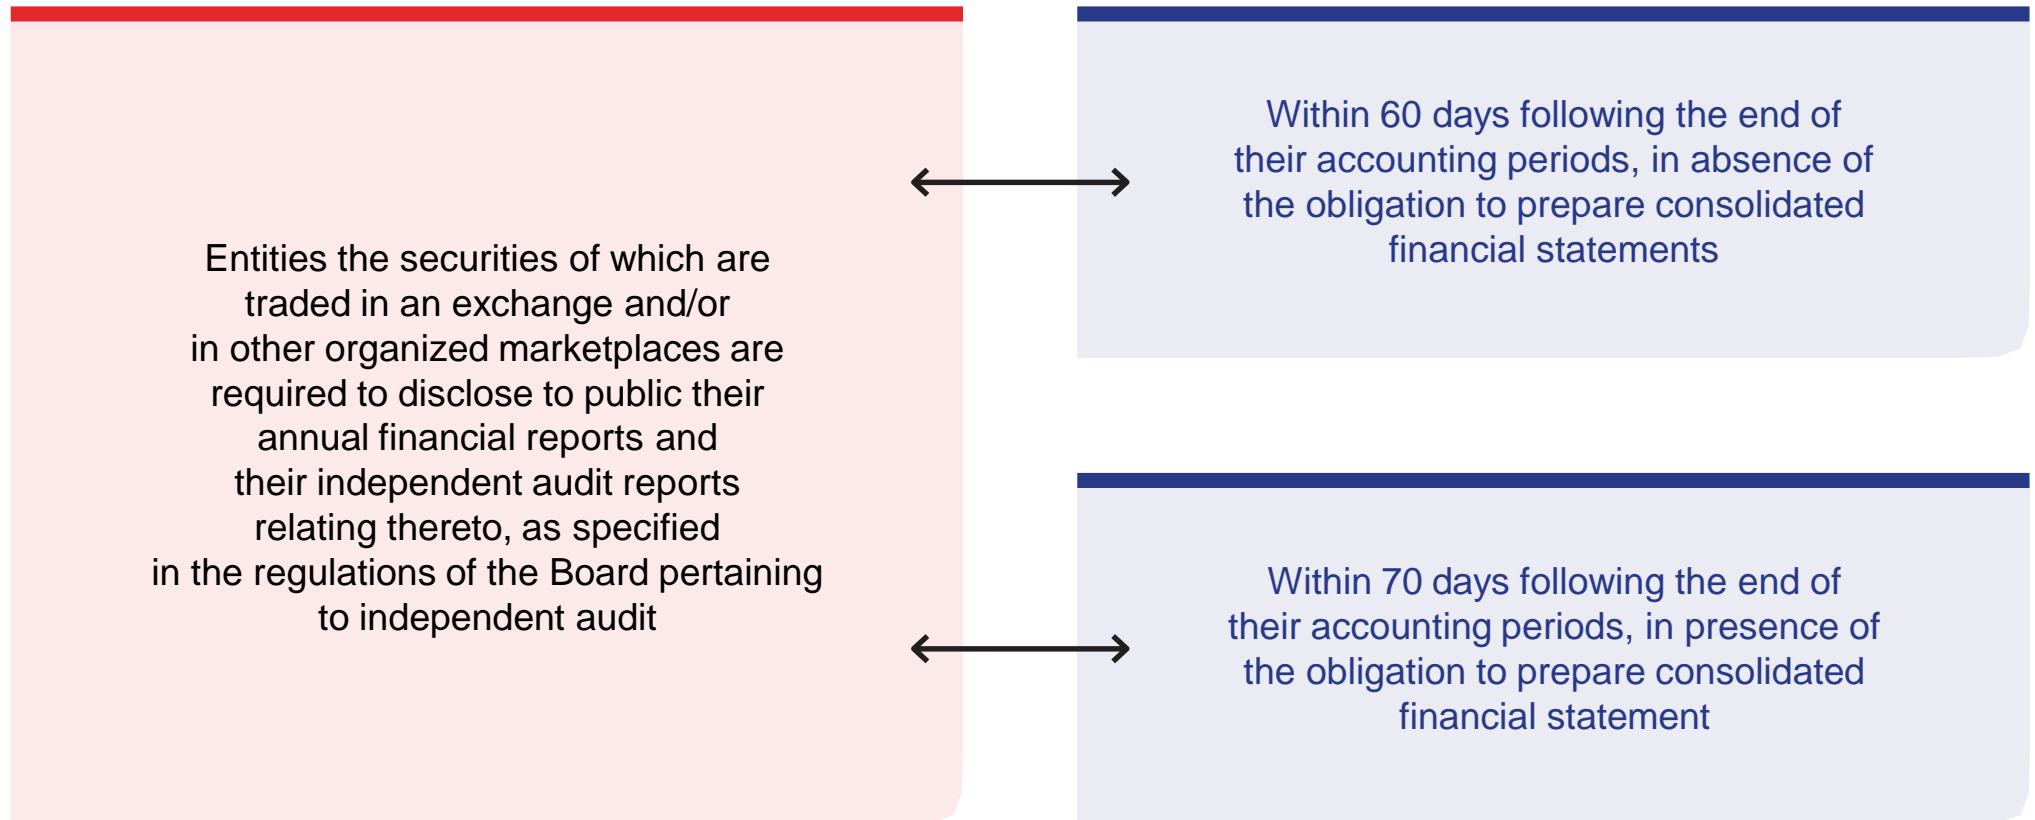 Entities the securities of which are
traded in an exchange and/or
in other organized marketplaces are
required to disclose to public their
annual financial reports and
their independent audit reports
relating thereto, as specified
in the regulations of the Board pertaining
to independent audit
Within 60 days following the end of
their accounting periods, in absence of
the obligation to prepare consolidated
financial statements
Within 70 days following the end of
their accounting periods, in presence of
the obligation to prepare consolidated
financial statement